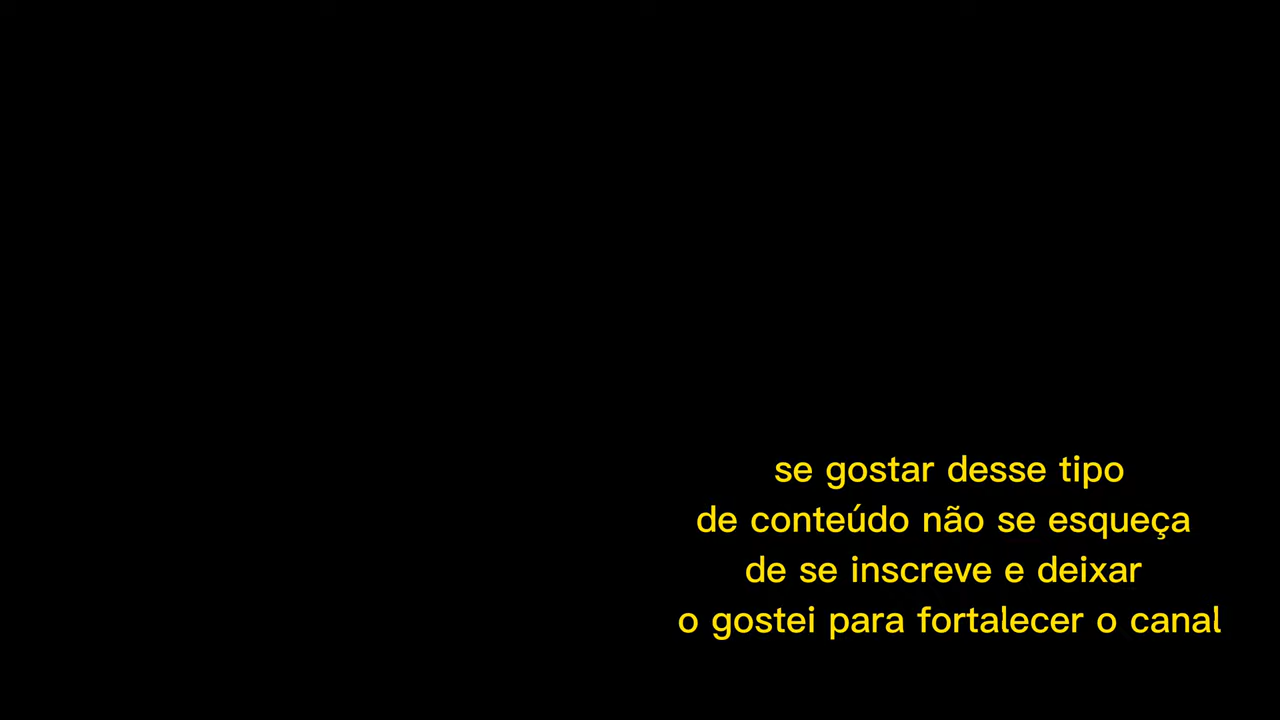 se gostar desse tipo
de conteúdo não se esqueça
de se inscreve e deixar
o gostei para fortalecer o canal